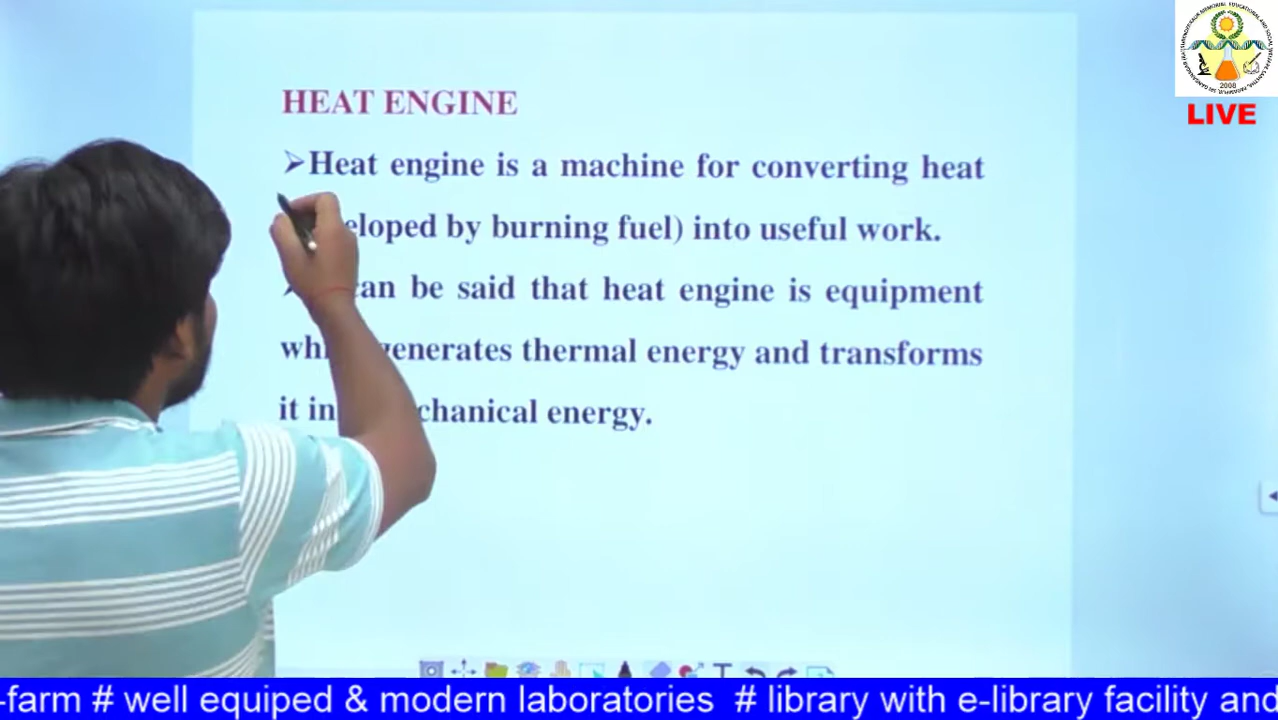 HEAT ENGINE
➤Heat engine is a machine for converting heat
eloped by burning fuel) into useful work.
can be said that heat engine is equipment
generates thermal energy and transforms
it in chanical energy.
2008
LIVE
-farm # well equiped & modern laboratories # library with e-library facility and